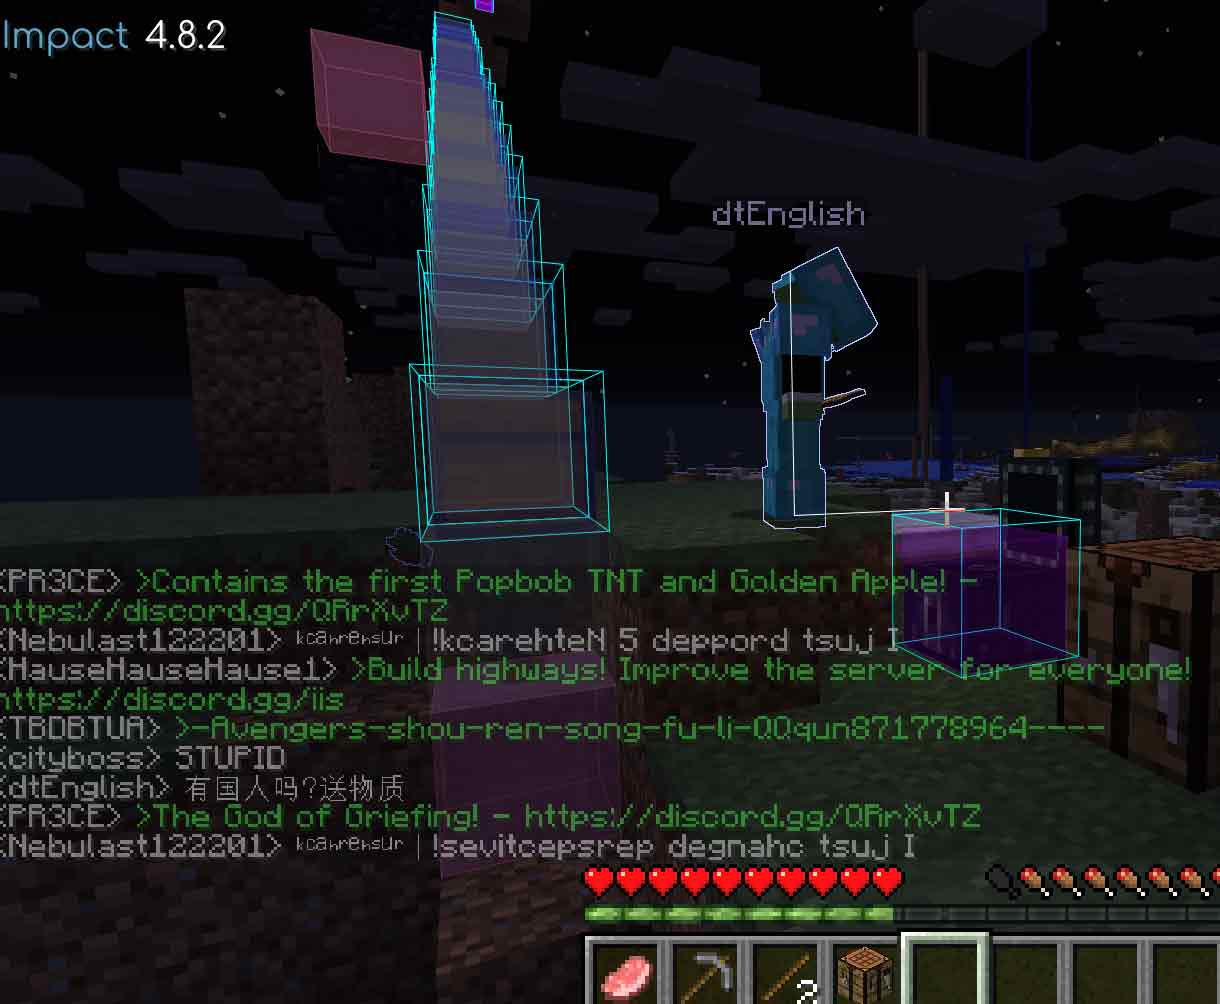 Impact 4.8.2
dtEnglish
<PR3CE> >Contains the first Popbob TNT and Golden Apple! -
https://discord.gg/QRrXvTZ
<Nebulast122201> ᵏᶜᵃʰʳᵉʰˢᵘʳ | !kcarehteN 5 deppord tsuj I
<HauseHauseHause1> >Build highways! Improve the server for everyone!
https://discord.gg/iis
<TBDBTUA> >-Avengers-shou-ren-song-fu-li-QQqun871778964----
<cityboss> STUPID
<dtEnglish> 有国人吗?送物质
<PR3CE> >The God of Griefing! - https://discord.gg/QRrXvTZ
<Nebulast122201> ᵏᶜᵃʰʳᵉʰˢᵘʳ | !sevitcepsrep degnahc tsuj I
2